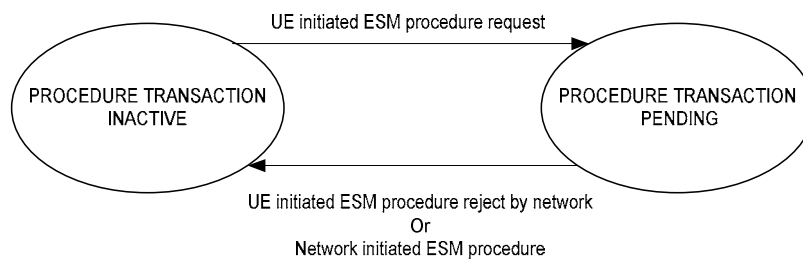 UE initiated ESM procedure request
PROCEDURE TRANSACTION
INACTIVE
PROCEDURE TRANSACTION
PENDING
UE initiated ESM procedure reject by network
Or
Network initiated ESM procedure